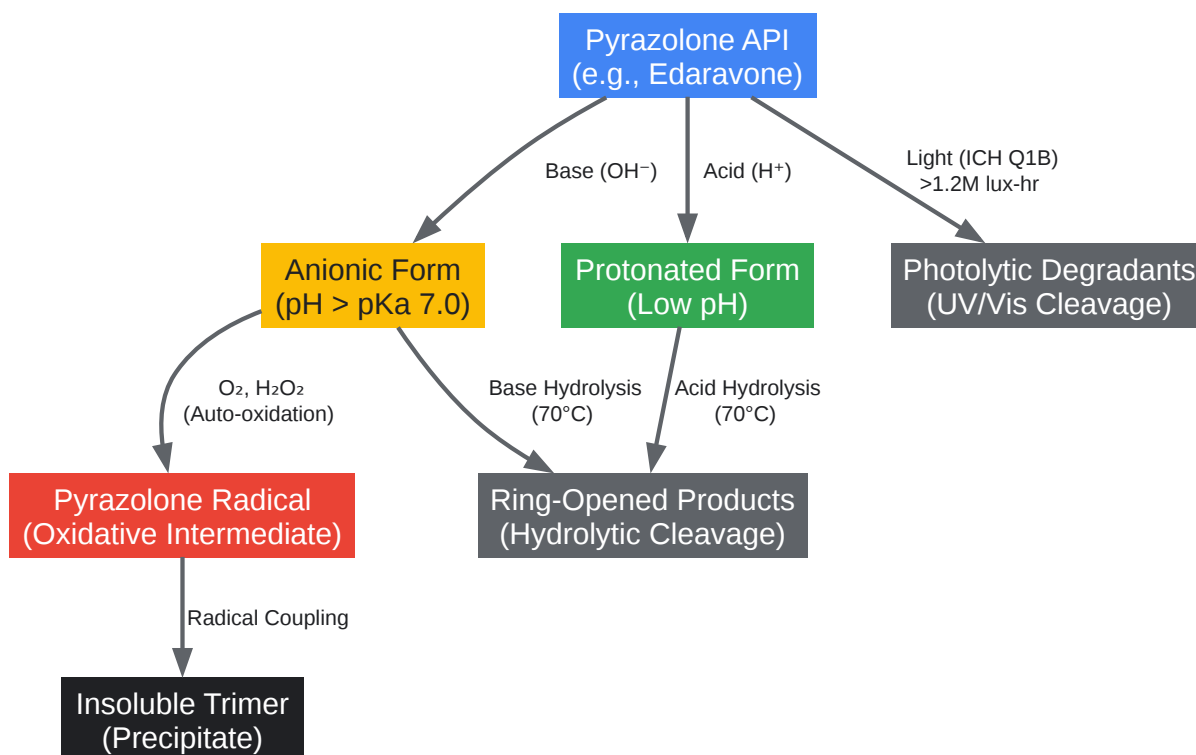 Pyrazolone API
(e.g., Edaravone)
Base (OH⁻)
Acid (H⁺)
Light (ICH Q1B)
>1.2M lux-hr
Anionic Form
(pH > pKa 7.0)
Protonated Form
(Low pH)
Photolytic Degradants
(UV/Vis Cleavage)
O₂, H₂O₂
(Auto-oxidation)
Base Hydrolysis
(70°C)
Acid Hydrolysis
(70°C)
Pyrazolone Radical
(Oxidative Intermediate)
Ring-Opened Products
(Hydrolytic Cleavage)
Radical Coupling
Insoluble Trimer
(Precipitate)